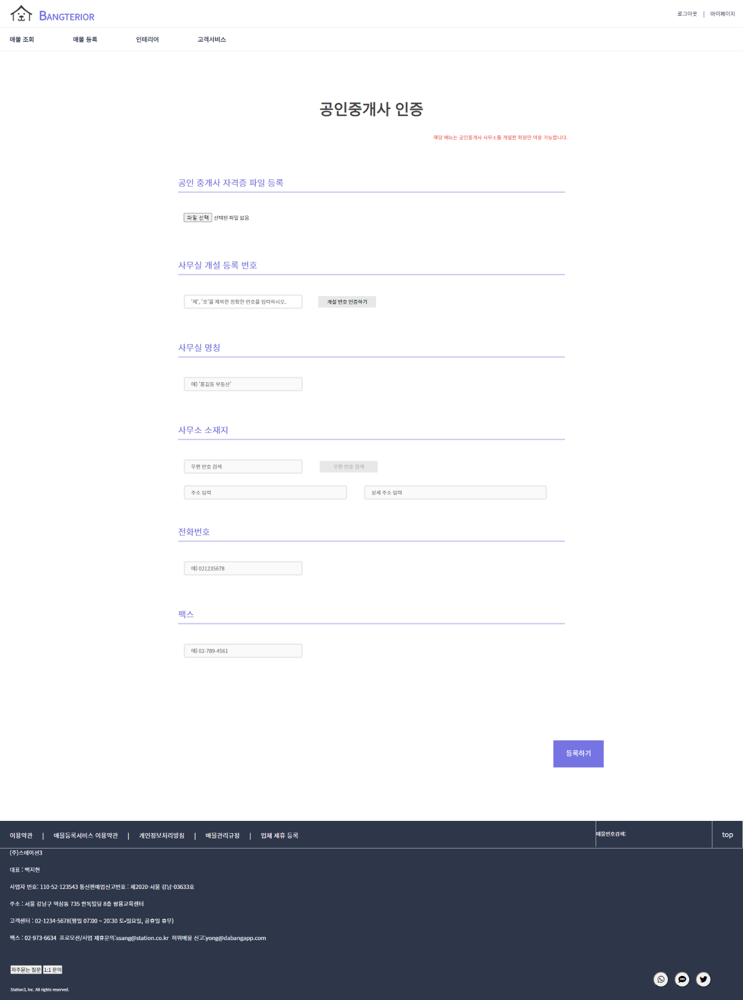 BANGTERIOR
로그아웃 | 마이페이지
매물 조회 매물 등록 인테리어 고객서비스
공인중개사 인증
해당 메뉴는 공인중개사 사무소를 개설한 회원만 이용 가능합니다.
공인 중개사 자격증 파일 등록
파일 선택 선택된 파일 없음
사무실 개설 등록 번호
'제', '호'를 제외한 정확한 번호를 입력하시오. 개설 번호 인증하기
사무실 명칭
예) '홍길동 부동산'
사무소 소재지
우편 번호 검색 우편 번호 검색
주소 입력 상세 주소 입력
전화번호
예) 021235678
팩스
예) 02-789-4561
등록하기
이용약관 | 매물등록서비스 이용약관 | 개인정보처리방침 | 매물관리규정 | 업체 제휴 등록 매물번호검색: top
(주)스테이션3
대표 : 백지현
사업자 번호: 110-52-123543 통신판매업신고번호 : 제2020-서울 강남-03633호
주소 : 서울 강남구 역삼동 735 한독빌딩 8층 쌍용교육센터
고객센터 : 02-1234-5678(평일 07:00 ~ 20:30 토•일요일, 공휴일 휴무)
팩스 : 02-973-6634 프로모션/사업 제휴문의:ssang@station.co.kr 허위매물 신고:yong@dabangapp.com
자주묻는 질문 1:1 문의
SMS
Station3, Inc. All rights reserved.